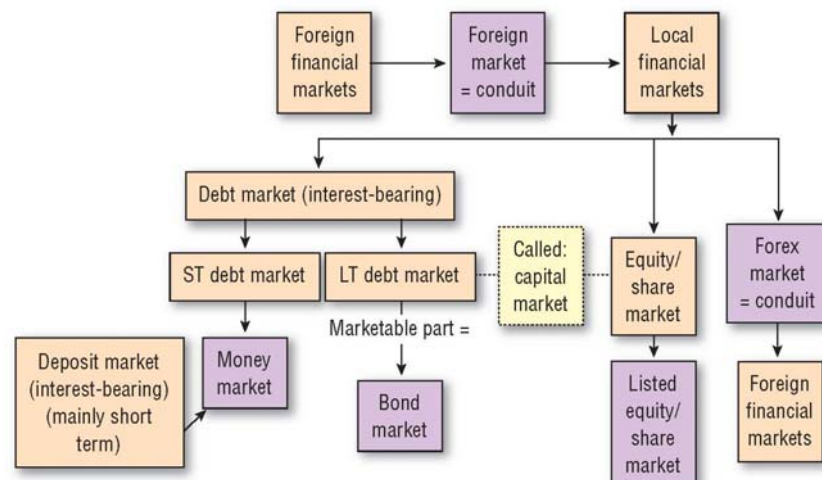 Foreign
financial
markets
Foreign
market
= conduit
Local
financial
markets
Debt market (interest-bearing)
ST debt market
LT debt market
Called:
capital
market
Equity/
share
market
Forex
market
= conduit
Marketable part =
Deposit market
(interest-bearing)
(mainly short
term)
Money
market
Bond
market
Listed
equity/
share
market
Foreign
financial
markets